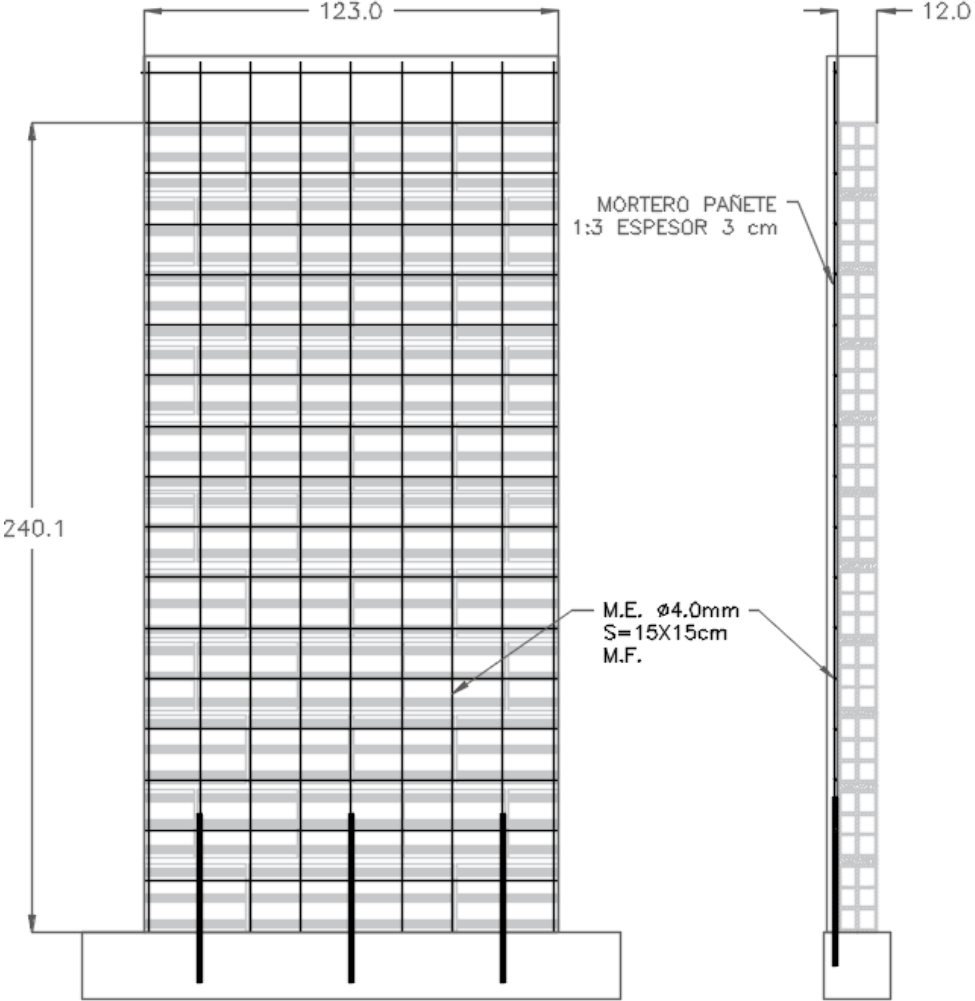 123.0
12.0
MORTERO PAÑETE
1:3 ESPESOR 3 cm
240.1
M.E. ø4.0mm
S=15X15cm
M.F.